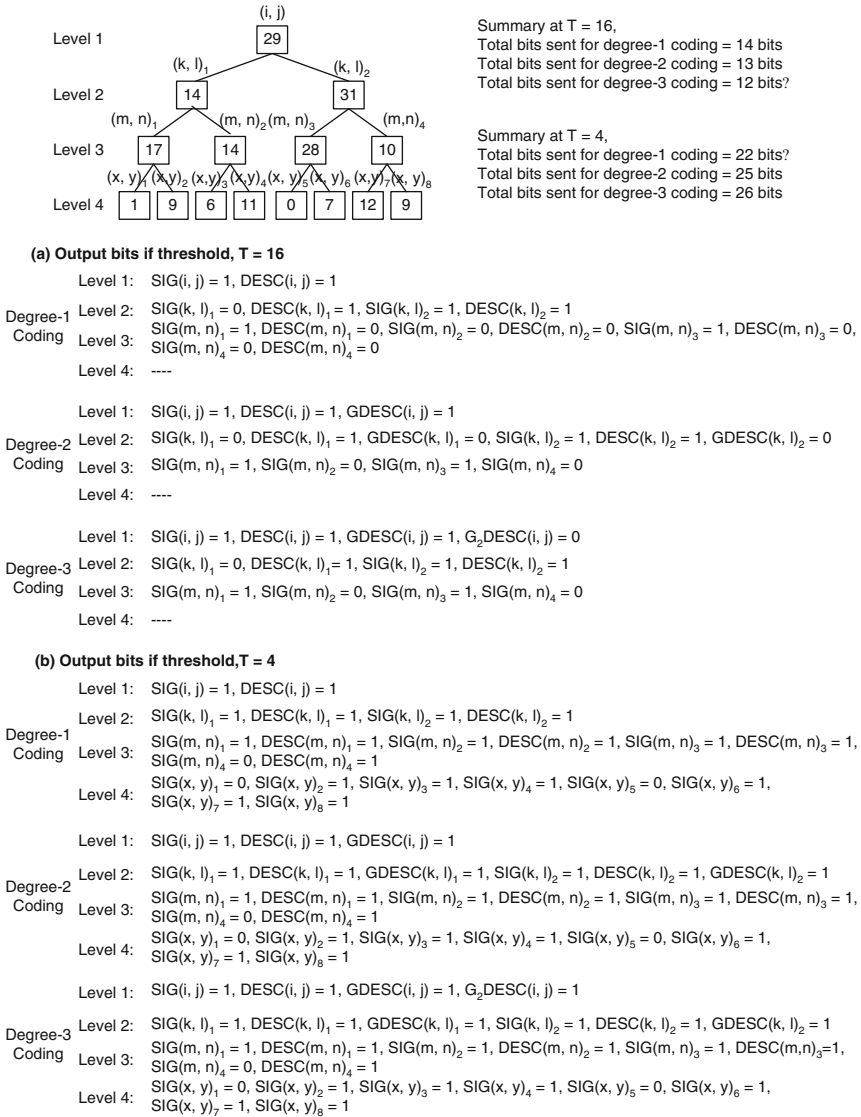 (i, j)
Level 1
29
(k, l)1
(k, l)2
Level 2
14
31
(m, n)1
(m, n)2
(m, n)3
(m,n)4
Level 3
17
14
28
10
(x, y)1
(x,y)2
(x,y)3
(x,y)4
(x, y)5
(x, y)6
(x,y)7
(x, y)8
Level 4
1
9
6
11
0
7
12
9
Summary at T = 16,
Total bits sent for degree-1 coding = 14 bits
Total bits sent for degree-2 coding = 13 bits
Total bits sent for degree-3 coding = 12 bits?
Summary at T = 4,
Total bits sent for degree-1 coding = 22 bits?
Total bits sent for degree-2 coding = 25 bits
Total bits sent for degree-3 coding = 26 bits
(a) Output bits if threshold, T = 16
Degree-1
Coding
Level 1: SIG(i, j) = 1, DESC(i, j) = 1
Level 2: SIG(k, l)1 = 0, DESC(k, l)1 = 1, SIG(k, l)2 = 1, DESC(k, l)2 = 1
Level 3: SIG(m, n)1 = 1, DESC(m, n)1 = 0, SIG(m, n)2 = 0, DESC(m, n)2 = 0, SIG(m, n)3 = 1, DESC(m, n)3 = 0,
SIG(m, n)4 = 0, DESC(m, n)4 = 0
Level 4: ----
Degree-2
Coding
Level 1: SIG(i, j) = 1, DESC(i, j) = 1, GDESC(i, j) = 1
Level 2: SIG(k, l)1 = 0, DESC(k, l)1 = 1, GDESC(k, l)1 = 0, SIG(k, l)2 = 1, DESC(k, l)2 = 1, GDESC(k, l)2 = 0
Level 3: SIG(m, n)1 = 1, SIG(m, n)2 = 0, SIG(m, n)3 = 1, SIG(m, n)4 = 0
Level 4: ----
Degree-3
Coding
Level 1: SIG(i, j) = 1, DESC(i, j) = 1, GDESC(i, j) = 1, G2DESC(i, j) = 0
Level 2: SIG(k, l)1 = 0, DESC(k, l)1= 1, SIG(k, l)2 = 1, DESC(k, l)2 = 1
Level 3: SIG(m, n)1 = 1, SIG(m, n)2 = 0, SIG(m, n)3 = 1, SIG(m, n)4 = 0
Level 4: ----
(b) Output bits if threshold,T = 4
Degree-1
Coding
Level 1: SIG(i, j) = 1, DESC(i, j) = 1
Level 2: SIG(k, l)1 = 1, DESC(k, l)1 = 1, SIG(k, l)2 = 1, DESC(k, l)2 = 1
Level 3: SIG(m, n)1 = 1, DESC(m, n)1 = 1, SIG(m, n)2 = 1, DESC(m, n)2 = 1, SIG(m, n)3 = 1, DESC(m, n)3 = 1,
SIG(m, n)4 = 0, DESC(m, n)4 = 1
Level 4: SIG(x, y)1 = 0, SIG(x, y)2 = 1, SIG(x, y)3 = 1, SIG(x, y)4 = 1, SIG(x, y)5 = 0, SIG(x, y)6 = 1,
SIG(x, y)7 = 1, SIG(x, y)8 = 1
Degree-2
Coding
Level 1: SIG(i, j) = 1, DESC(i, j) = 1, GDESC(i, j) = 1
Level 2: SIG(k, l)1 = 1, DESC(k, l)1 = 1, GDESC(k, l)1 = 1, SIG(k, l)2 = 1, DESC(k, l)2 = 1, GDESC(k, l)2 = 1
Level 3: SIG(m, n)1 = 1, DESC(m, n)1 = 1, SIG(m, n)2 = 1, DESC(m, n)2 = 1, SIG(m, n)3 = 1, DESC(m, n)3 = 1,
SIG(m, n)4 = 0, DESC(m, n)4 = 1
Level 4: SIG(x, y)1 = 0, SIG(x, y)2 = 1, SIG(x, y)3 = 1, SIG(x, y)4 = 1, SIG(x, y)5 = 0, SIG(x, y)6 = 1,
SIG(x, y)7 = 1, SIG(x, y)8 = 1
Degree-3
Coding
Level 1: SIG(i, j) = 1, DESC(i, j) = 1, GDESC(i, j) = 1, G2DESC(i, j) = 1
Level 2: SIG(k, l)1 = 1, DESC(k, l)1 = 1, GDESC(k, l)1 = 1, SIG(k, l)2 = 1, DESC(k, l)2 = 1, GDESC(k, l)2 = 1
Level 3: SIG(m, n)1 = 1, DESC(m, n)1 = 1, SIG(m, n)2 = 1, DESC(m, n)2 = 1, SIG(m, n)3 = 1, DESC(m,n)3=1,
SIG(m, n)4 = 0, DESC(m, n)4 = 1
Level 4: SIG(x, y)1 = 0, SIG(x, y)2 = 1, SIG(x, y)3 = 1, SIG(x, y)4 = 1, SIG(x, y)5 = 0, SIG(x, y)6 = 1,
SIG(x, y)7 = 1, SIG(x, y)8 = 1